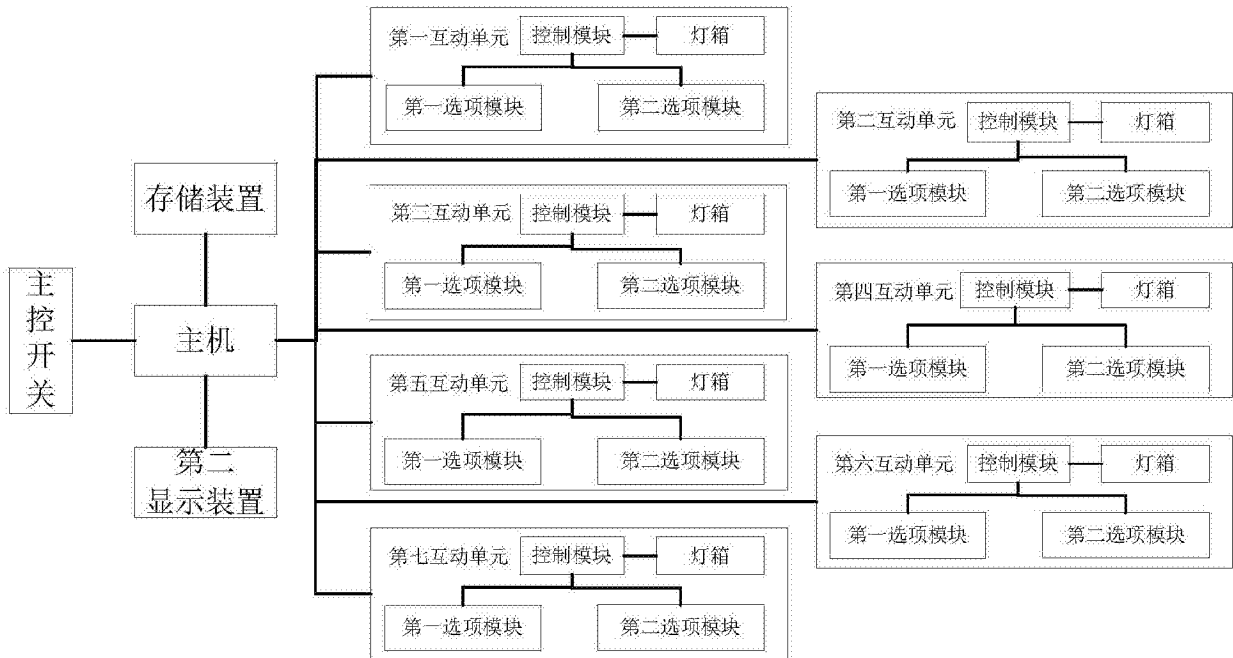 主控开关
存储装置
主机
第二
显示装置
第一互动单元
控制模块
灯箱
第一选项模块
第二选项模块
第二互动单元
控制模块
灯箱
第一选项模块
第二选项模块
第三互动单元
控制模块
灯箱
第一选项模块
第二选项模块
第四互动单元
控制模块
灯箱
第一选项模块
第二选项模块
第五互动单元
控制模块
灯箱
第一选项模块
第二选项模块
第六互动单元
控制模块
灯箱
第一选项模块
第二选项模块
第七互动单元
控制模块
灯箱
第一选项模块
第二选项模块